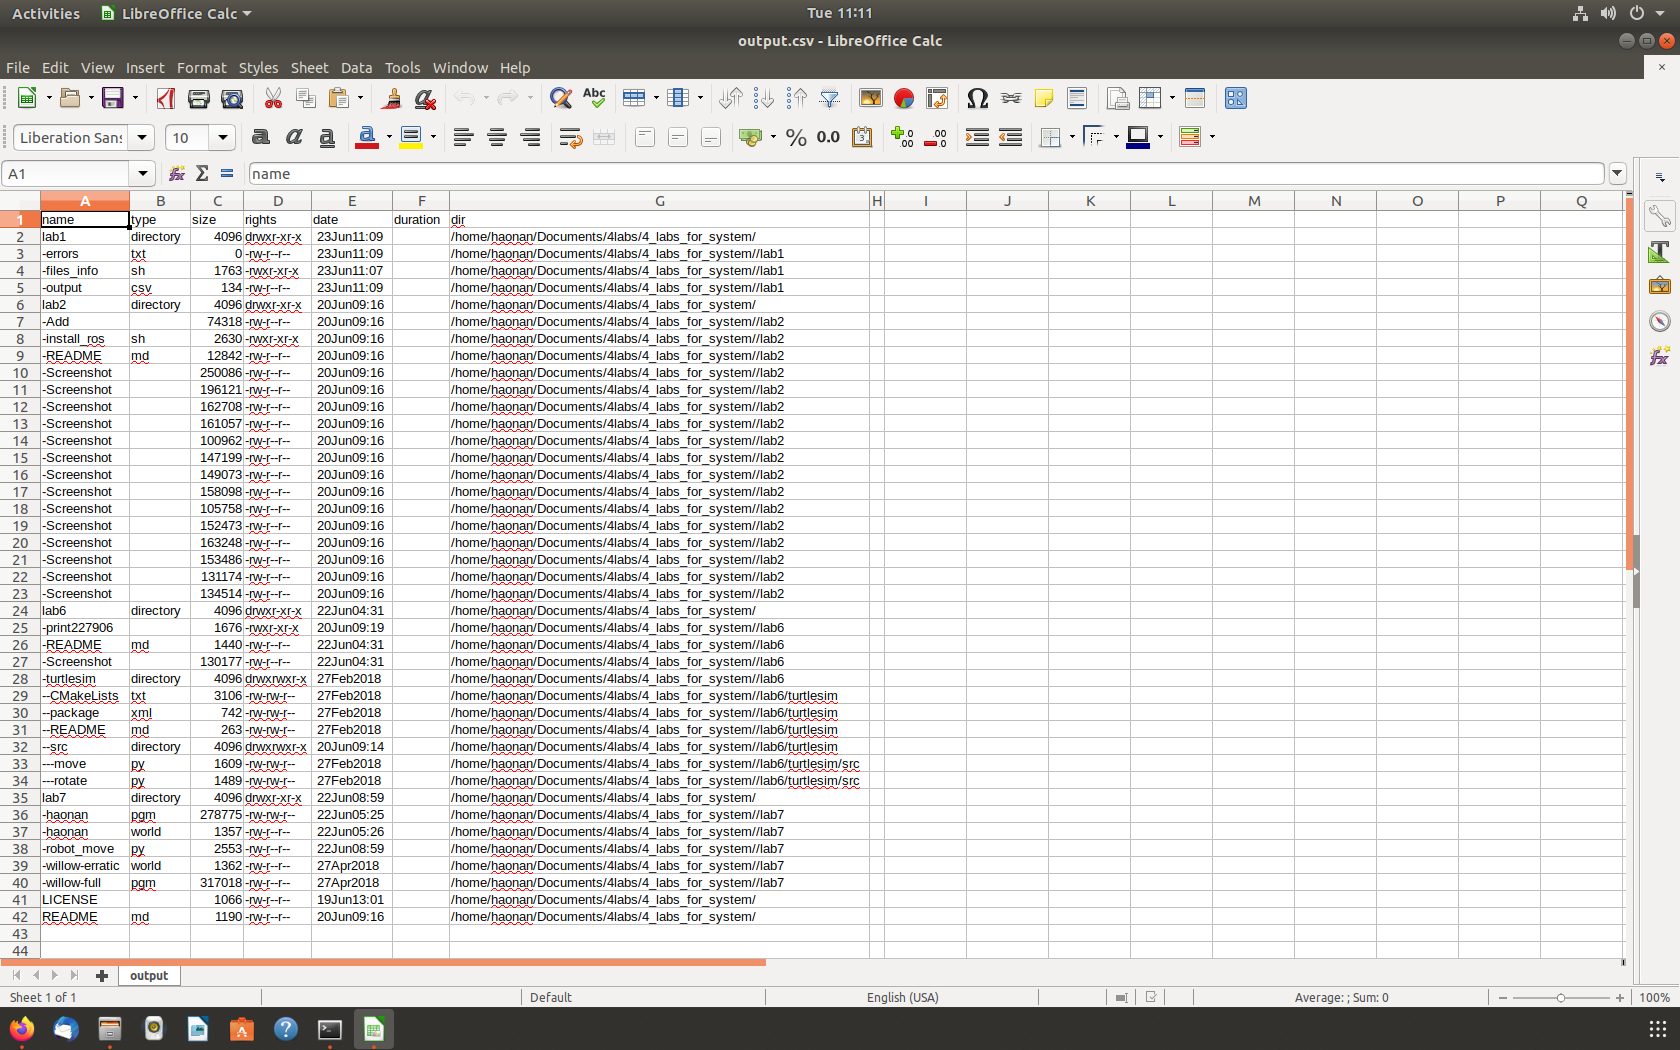 Activities LibreOffice Calc Tue 11:11
output.csv - LibreOffice Calc
File Edit View Insert Format Styles Sheet Data Tools Window Help
Liberation Sans 10
A1 name
A B C D E F G H I J K L M N O P Q
1 name type size rights date duration dir
2 lab1 directory 4096 drwxr-xr-x 23Jun11:09 /home/haonan/Documents/4labs/4_labs_for_system/
3 -errors txt 0 -rw-r--r-- 23Jun11:09 /home/haonan/Documents/4labs/4_labs_for_system//lab1
4 -files_info sh 1763 -rwxr-xr-x 23Jun11:07 /home/haonan/Documents/4labs/4_labs_for_system//lab1
5 -output csv 134 -rw-r--r-- 23Jun11:09 /home/haonan/Documents/4labs/4_labs_for_system//lab1
6 lab2 directory 4096 drwxr-xr-x 20Jun09:16 /home/haonan/Documents/4labs/4_labs_for_system/
7 -Add 74318 -rw-r--r-- 20Jun09:16 /home/haonan/Documents/4labs/4_labs_for_system//lab2
8 -install_ros sh 2630 -rwxr-xr-x 20Jun09:16 /home/haonan/Documents/4labs/4_labs_for_system//lab2
9 -README md 12842 -rw-r--r-- 20Jun09:16 /home/haonan/Documents/4labs/4_labs_for_system//lab2
10 -Screenshot 250086 -rw-r--r-- 20Jun09:16 /home/haonan/Documents/4labs/4_labs_for_system//lab2
11 -Screenshot 196121 -rw-r--r-- 20Jun09:16 /home/haonan/Documents/4labs/4_labs_for_system//lab2
12 -Screenshot 162708 -rw-r--r-- 20Jun09:16 /home/haonan/Documents/4labs/4_labs_for_system//lab2
13 -Screenshot 161057 -rw-r--r-- 20Jun09:16 /home/haonan/Documents/4labs/4_labs_for_system//lab2
14 -Screenshot 100962 -rw-r--r-- 20Jun09:16 /home/haonan/Documents/4labs/4_labs_for_system//lab2
15 -Screenshot 147199 -rw-r--r-- 20Jun09:16 /home/haonan/Documents/4labs/4_labs_for_system//lab2
16 -Screenshot 149073 -rw-r--r-- 20Jun09:16 /home/haonan/Documents/4labs/4_labs_for_system//lab2
17 -Screenshot 158098 -rw-r--r-- 20Jun09:16 /home/haonan/Documents/4labs/4_labs_for_system//lab2
18 -Screenshot 105758 -rw-r--r-- 20Jun09:16 /home/haonan/Documents/4labs/4_labs_for_system//lab2
19 -Screenshot 152473 -rw-r--r-- 20Jun09:16 /home/haonan/Documents/4labs/4_labs_for_system//lab2
20 -Screenshot 163248 -rw-r--r-- 20Jun09:16 /home/haonan/Documents/4labs/4_labs_for_system//lab2
21 -Screenshot 153486 -rw-r--r-- 20Jun09:16 /home/haonan/Documents/4labs/4_labs_for_system//lab2
22 -Screenshot 131174 -rw-r--r-- 20Jun09:16 /home/haonan/Documents/4labs/4_labs_for_system//lab2
23 -Screenshot 134514 -rw-r--r-- 20Jun09:16 /home/haonan/Documents/4labs/4_labs_for_system//lab2
24 lab6 directory 4096 drwxr-xr-x 22Jun04:31 /home/haonan/Documents/4labs/4_labs_for_system/
25 -print227906 1676 -rwxr-xr-x 20Jun09:19 /home/haonan/Documents/4labs/4_labs_for_system//lab6
26 -README md 1440 -rw-r--r-- 22Jun04:31 /home/haonan/Documents/4labs/4_labs_for_system//lab6
27 -Screenshot 130177 -rw-r--r-- 22Jun04:31 /home/haonan/Documents/4labs/4_labs_for_system//lab6
28 -turtlesim directory 4096 drwxrwxr-x 27Feb2018 /home/haonan/Documents/4labs/4_labs_for_system//lab6
29 --CMakeLists txt 3106 -rw-rw-r-- 27Feb2018 /home/haonan/Documents/4labs/4_labs_for_system//lab6/turtlesim
30 --package xml 742 -rw-rw-r-- 27Feb2018 /home/haonan/Documents/4labs/4_labs_for_system//lab6/turtlesim
31 --README md 263 -rw-rw-r-- 27Feb2018 /home/haonan/Documents/4labs/4_labs_for_system//lab6/turtlesim
32 --src directory 4096 drwxrwxr-x 20Jun09:14 /home/haonan/Documents/4labs/4_labs_for_system//lab6/turtlesim
33 ---move py 1609 -rw-rw-r-- 27Feb2018 /home/haonan/Documents/4labs/4_labs_for_system//lab6/turtlesim/src
34 ---rotate py 1489 -rw-rw-r-- 27Feb2018 /home/haonan/Documents/4labs/4_labs_for_system//lab6/turtlesim/src
35 lab7 directory 4096 drwxr-xr-x 22Jun08:59 /home/haonan/Documents/4labs/4_labs_for_system/
36 -haonan pgm 278775 -rw-rw-r-- 22Jun05:25 /home/haonan/Documents/4labs/4_labs_for_system//lab7
37 -haonan world 1357 -rw-r--r-- 22Jun05:26 /home/haonan/Documents/4labs/4_labs_for_system//lab7
38 -robot_move py 2553 -rw-r--r-- 22Jun08:59 /home/haonan/Documents/4labs/4_labs_for_system//lab7
39 -willow-erratic world 1362 -rw-r--r-- 27Apr2018 /home/haonan/Documents/4labs/4_labs_for_system//lab7
40 -willow-full pgm 317018 -rw-r--r-- 27Apr2018 /home/haonan/Documents/4labs/4_labs_for_system//lab7
41 LICENSE 1066 -rw-r--r-- 19Jun13:01 /home/haonan/Documents/4labs/4_labs_for_system/
42 README md 1190 -rw-r--r-- 20Jun09:16 /home/haonan/Documents/4labs/4_labs_for_system/
43
44
output
Sheet 1 of 1 Default English (USA) Average: ; Sum: 0 100%